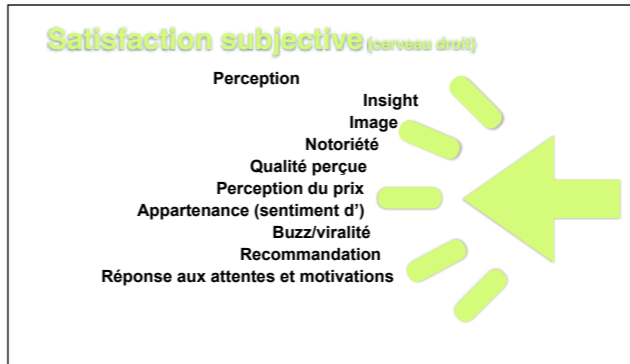 Satisfaction subjective (cerveau droit)
Perception
Insight
Image
Notoriété
Qualité perçue
Perception du prix
Appartenance (sentiment d’)
Buzz/viralité
Recommandation
Réponse aux attentes et motivations